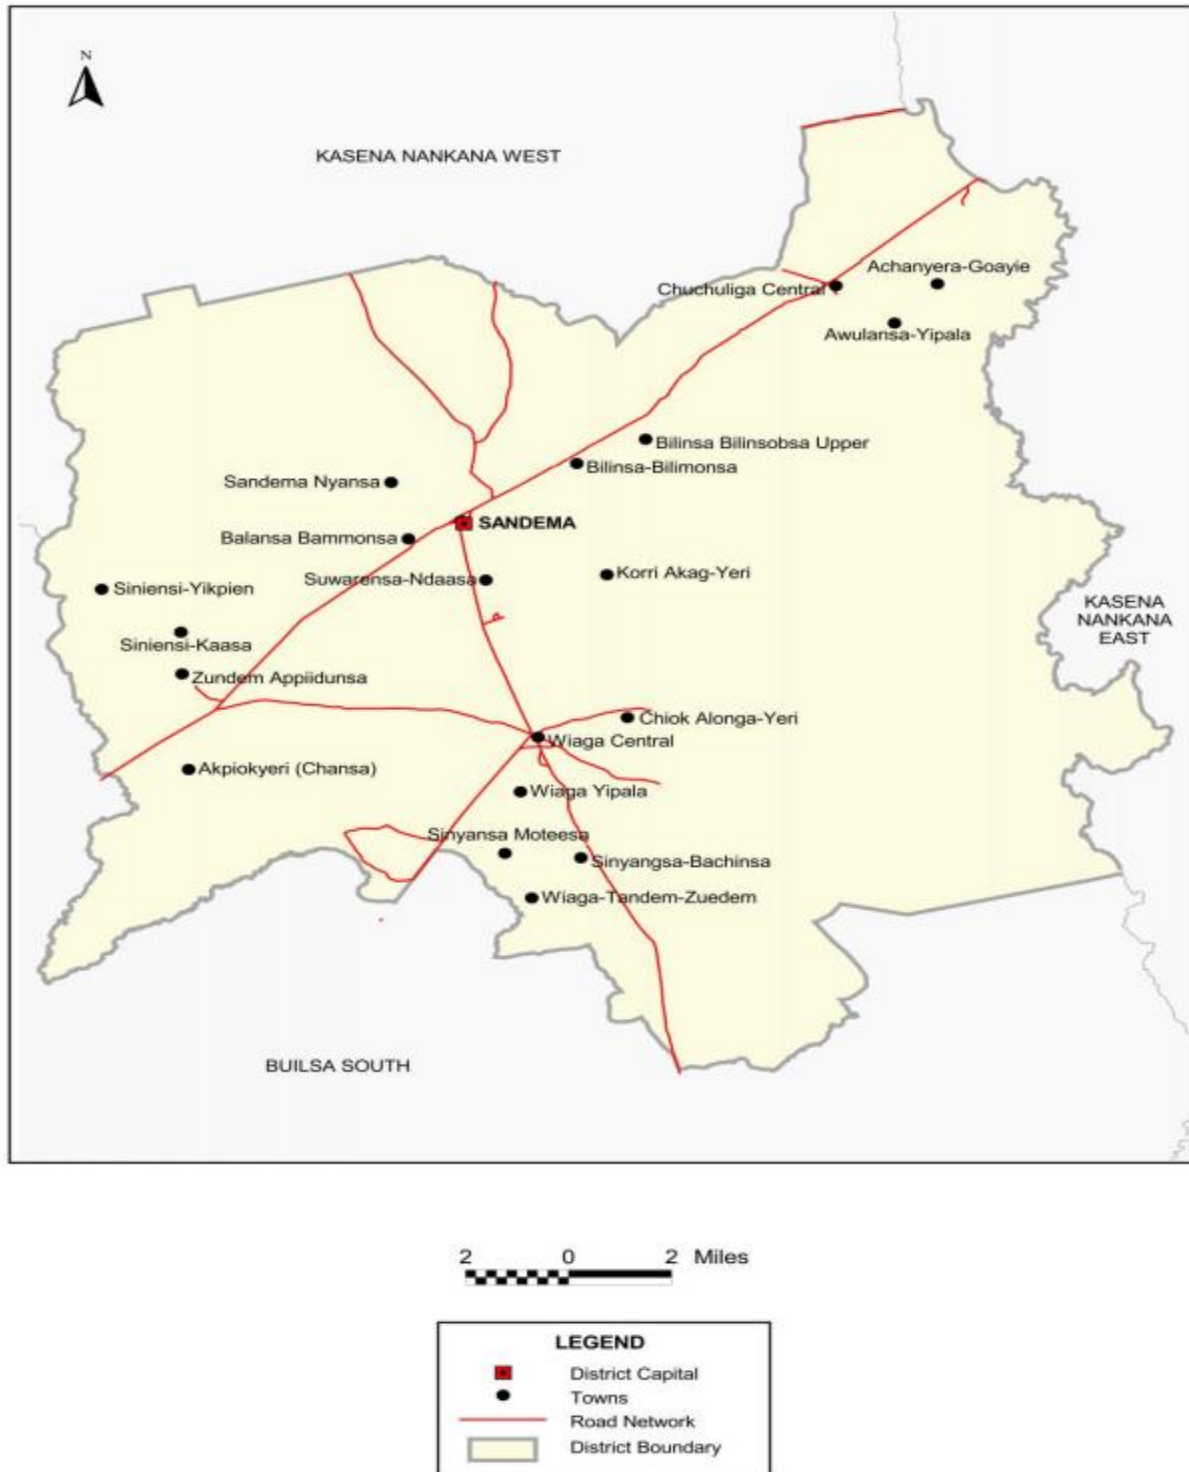 N
KASENA NANKANA WEST
Achanyera-Goayie
Chuchuliga Central
Awulansa-Yipala
Bilinsa Bilinsobsa Upper
Bilinsa-Bilimonsa
Sandema Nyansa
SANDEMA
Balansa Bammonsa
Suwarensa-Ndaasa
Korri Akag-Yeri
Siniensi-Yikpien
KASENA
NANKANA
EAST
Siniensi-Kaasa
Zundem Appiidunsa
Chiok Alonga-Yeri
Wiaga Central
Akpiokyeri (Chansa)
Wiaga Yipala
Sinyansa Moteesa
Sinyangsa-Bachinsa
Wiaga-Tandem-Zuedem
BUILSA SOUTH
2 0 2 Miles
LEGEND
District Capital
Towns
Road Network
District Boundary